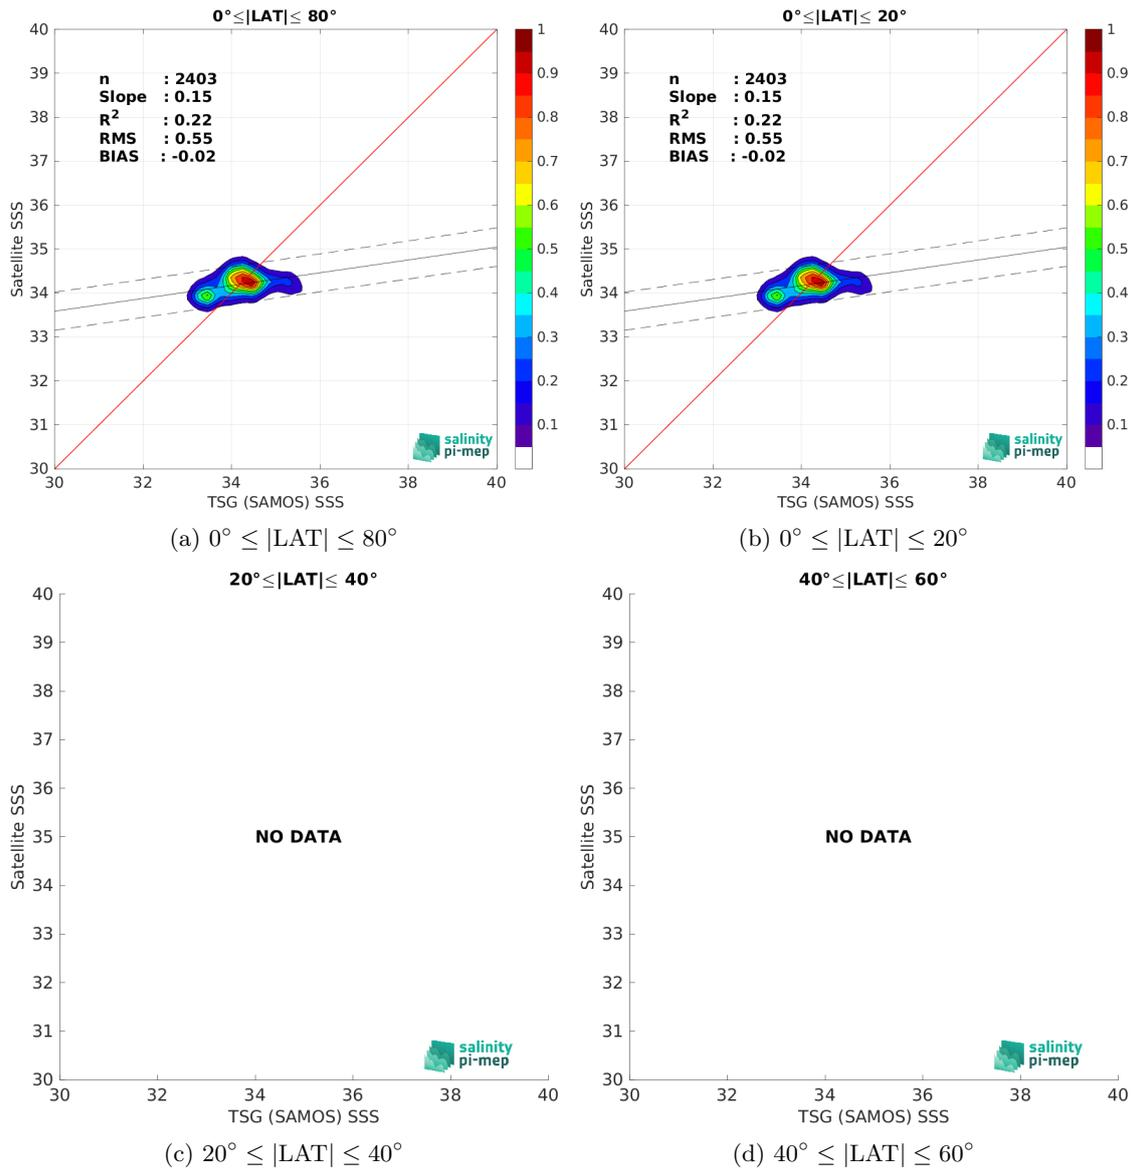 0°≤|LAT|≤ 80°
40
39
38
37
36
35
34
33
32
31
30
Satellite SSS
n : 2403
Slope : 0.15
R2 : 0.22
RMS : 0.55
BIAS : -0.02
salinity
pi-mep
30 32 34 36 38 40
TSG (SAMOS) SSS
1
0.9
0.8
0.7
0.6
0.5
0.4
0.3
0.2
0.1
(a) 0° ≤ |LAT| ≤ 80°
0°≤|LAT|≤ 20°
40
39
38
37
36
35
34
33
32
31
30
Satellite SSS
n : 2403
Slope : 0.15
R2 : 0.22
RMS : 0.55
BIAS : -0.02
salinity
pi-mep
30 32 34 36 38 40
TSG (SAMOS) SSS
1
0.9
0.8
0.7
0.6
0.5
0.4
0.3
0.2
0.1
(b) 0° ≤ |LAT| ≤ 20°
20°≤|LAT|≤ 40°
40
39
38
37
36
35
34
33
32
31
30
Satellite SSS
NO DATA
salinity
pi-mep
30 32 34 36 38 40
TSG (SAMOS) SSS
(c) 20° ≤ |LAT| ≤ 40°
40°≤|LAT|≤ 60°
40
39
38
37
36
35
34
33
32
31
30
Satellite SSS
NO DATA
salinity
pi-mep
30 32 34 36 38 40
TSG (SAMOS) SSS
(d) 40° ≤ |LAT| ≤ 60°